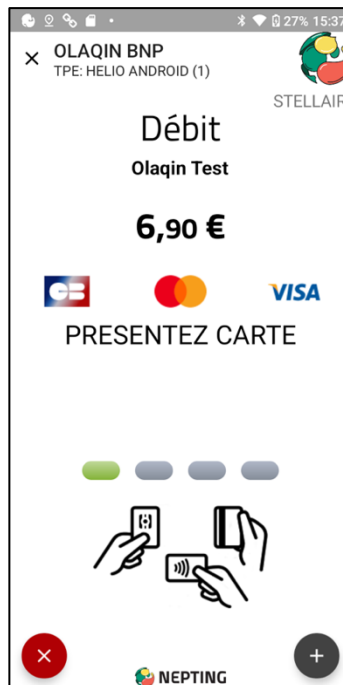 27% 15:37
OLAQIN BNP
TPE: HELIO ANDROID (1)
STELLAIR
Débit
Olaqin Test
6,90 €
CB
VISA
PRESENTEZ CARTE
NEPTING